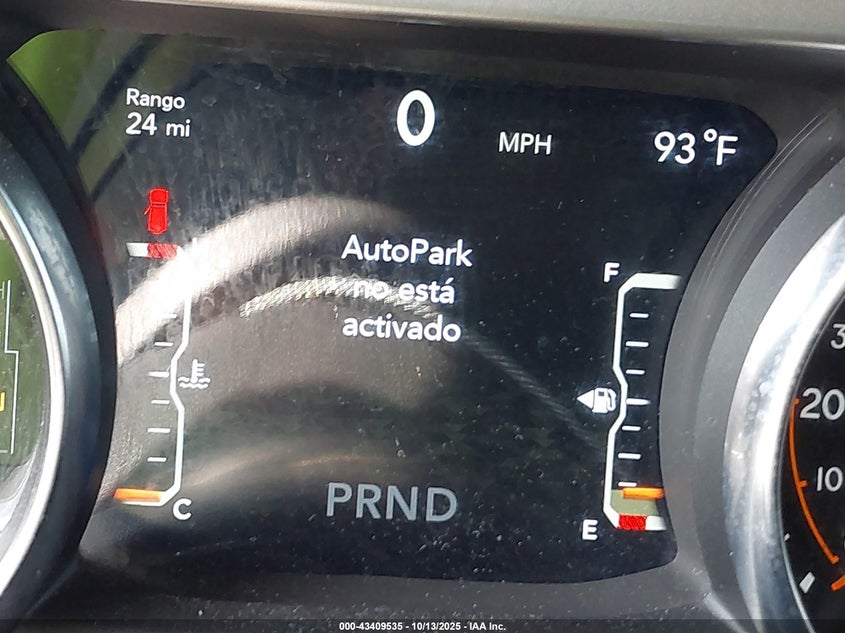 Rango
24 mi
0
MPH
93°F
AutoPark
no está
activado
F
C
E
PRND
20
10
000-43409535 - 10/13/2025 - IAA Inc.